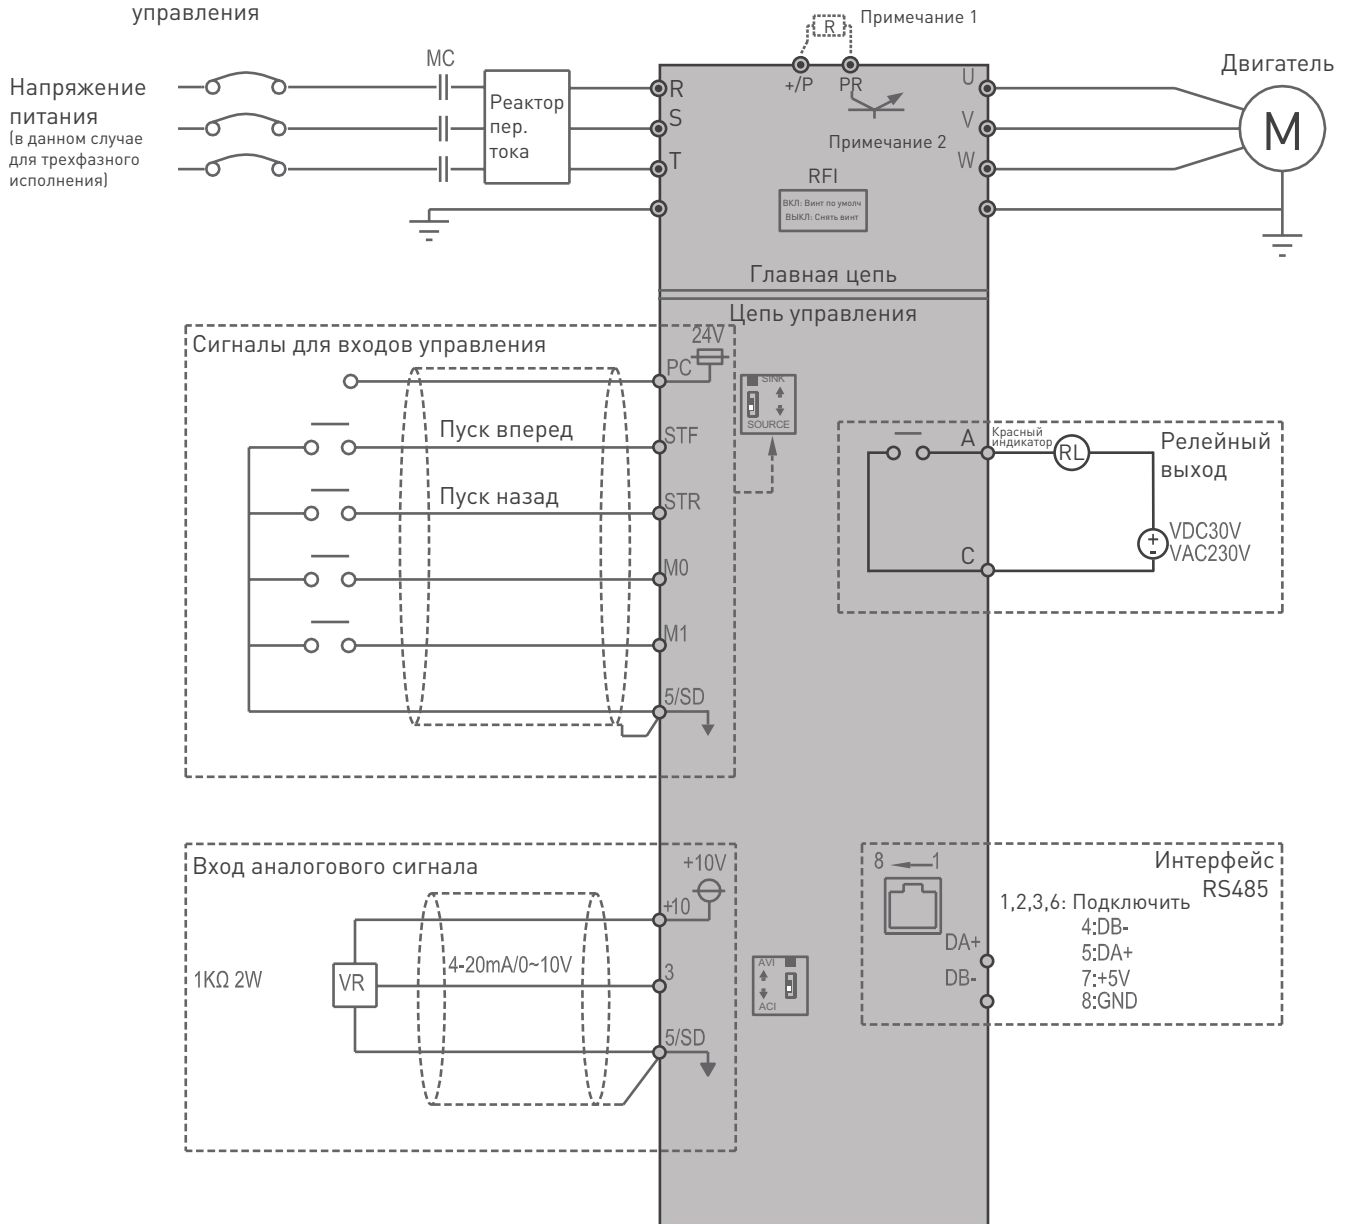 управления
Примечание 1
R
MC
Двигатель
Напряжение
питания
(в данном случае
для трехфазного
исполнения)
Реактор
пер.
тока
R
S
T
+/P
PR
U
V
W
M
Примечание 2
RFI
ВКЛ: Винт по умолч
ВЫКЛ: Снять винт
Главная цепь
Цепь управления
Сигналы для входов управления
24V
PC
SINK
SOURCE
Пуск вперед
STF
Пуск назад
STR
M0
M1
5/SD
A
Красный
индикатор
RL
Релейный
выход
VDC30V
VAC230V
+
-
C
Вход аналогового сигнала
+10V
+10
4-20mA/0~10V
3
1KΩ 2W
VR
5/SD
AVI
ACI
8
1
Интерфейс
RS485
1,2,3,6: Подключить
4:DB-
5:DA+
7:+5V
8:GND
DA+
DB-